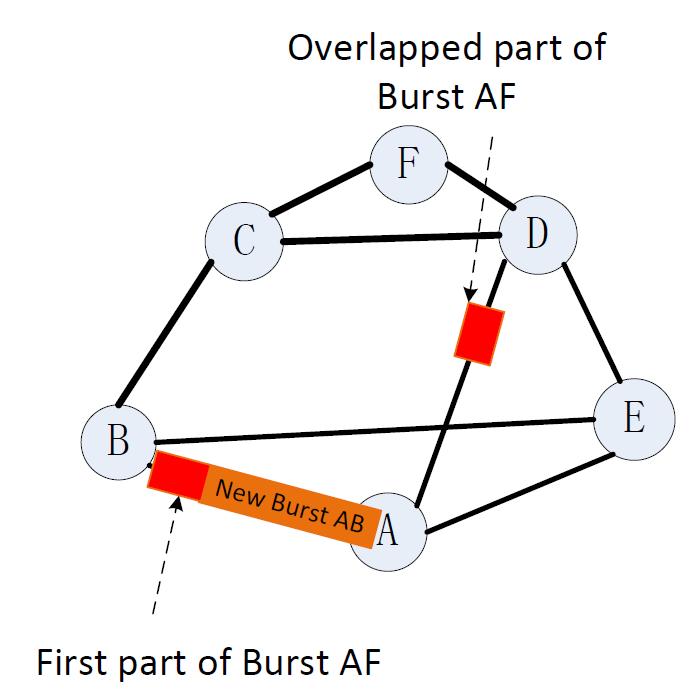 Overlapped part of
Burst AF
F
C
D
B
E
New Burst AB
A
First part of Burst AF